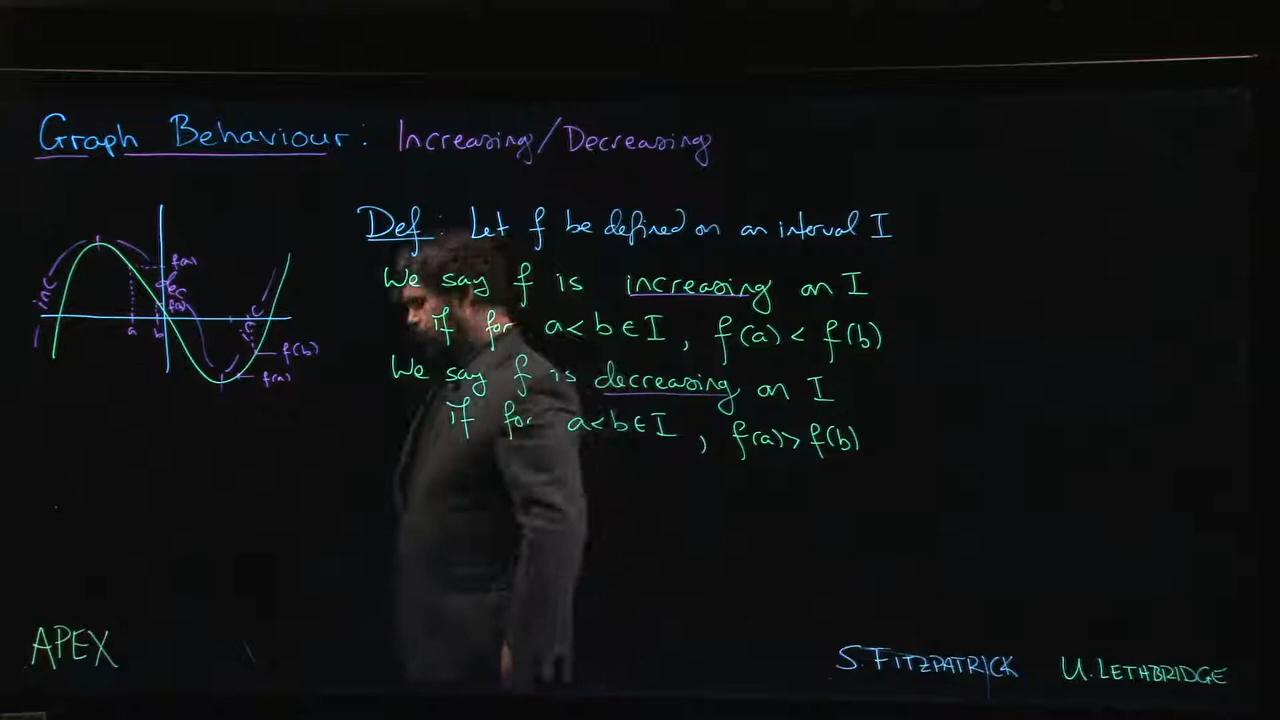 Graph Behaviour: Increasing/Decreasing
Def: Let f be defined on an interval I
We say f is increasing on I
if for a < b ∈ I, f(a) < f(b)
We say f is decreasing on I
if for a < b ∈ I, f(a) > f(b)
inc
dec
f(a)
f(a)
a
b
f(b)
f(a)
APEX
S. FITZPATRICK
U. LETHBRIDGE